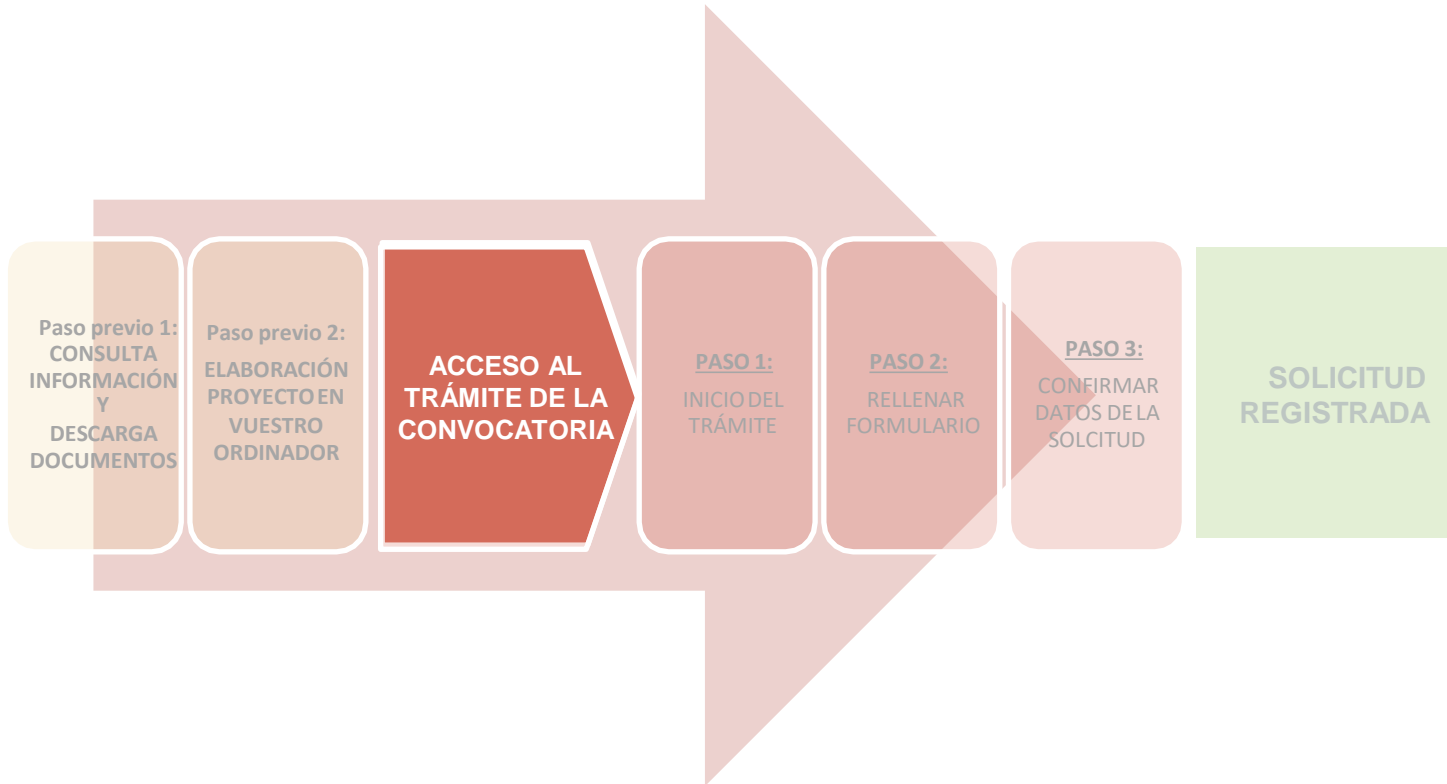 Paso previo 1:
CONSULTA
INFORMACIÓN
Y
DESCARGA
DOCUMENTOS
Paso previo 2:
ELABORACIÓN
PROYECTO EN
VUESTRO
ORDINADOR
ACCESO AL
TRÁMITE DE LA
CONVOCATORIA
PASO 1:
INICIO DEL
TRÁMITE
PASO 2:
RELLENAR
FORMULARIO
PASO 3:
CONFIRMAR
DATOS DE LA
SOLCITUD
SOLICITUD
REGISTRADA